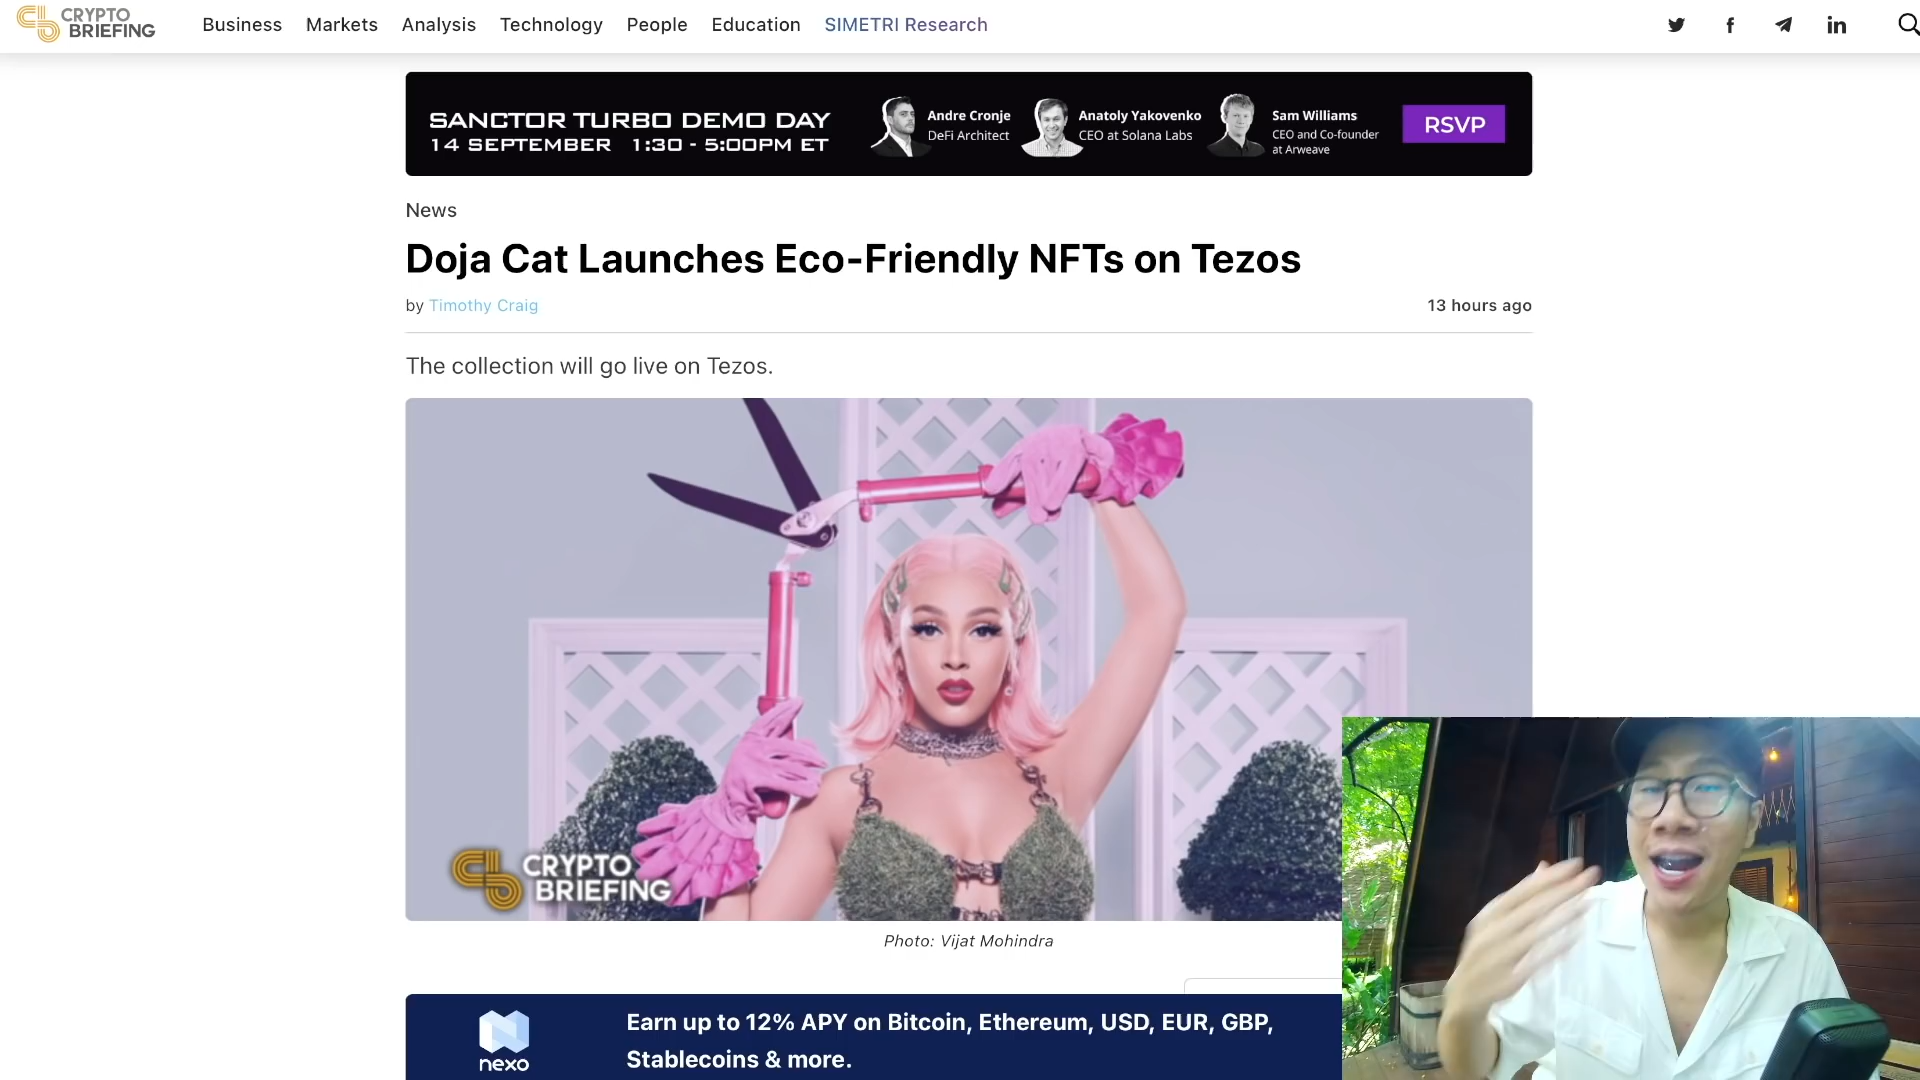 CRYPTO
BRIEFING
Business Markets Analysis Technology People Education SIMETRI Research
SANCTOR TURBO DEMO DAY
14 SEPTEMBER 1:30 - 5:00PM ET
Andre Cronje
DeFi Architect
Anatoly Yakovenko
CEO at Solana Labs
Sam Williams
CEO and Co-founder
at Arweave
RSVP
News
Doja Cat Launches Eco-Friendly NFTs on Tezos
by Timothy Craig
13 hours ago
The collection will go live on Tezos.
CRYPTO
BRIEFING
Photo: Vijat Mohindra
nexo
Earn up to 12% APY on Bitcoin, Ethereum, USD, EUR, GBP,
Stablecoins & more.